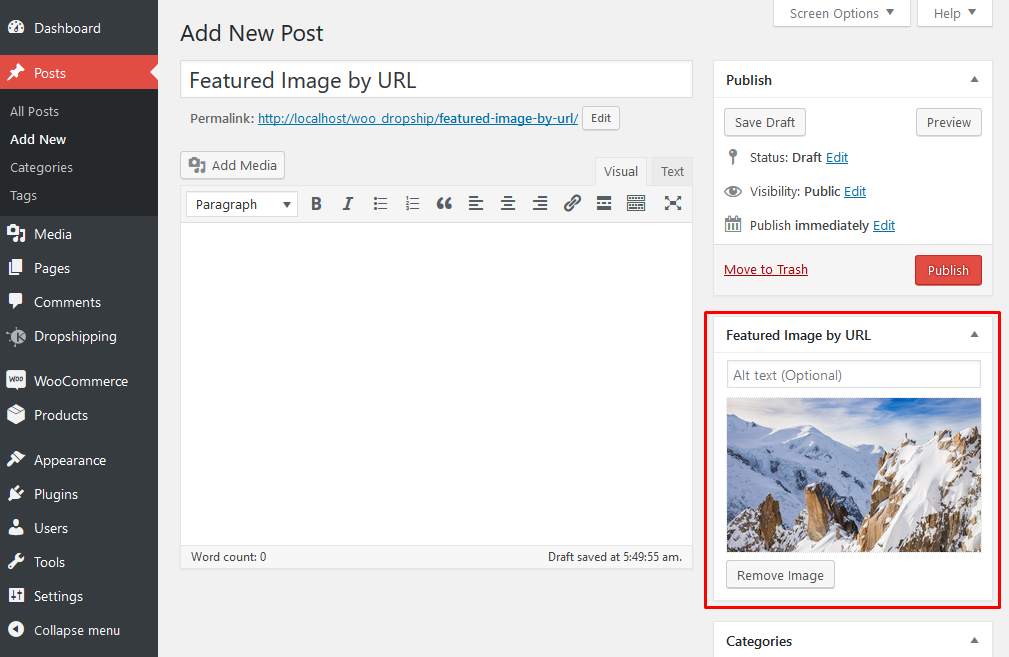 Dashboard
Posts
All Posts
Add New
Categories
Tags
Media
Pages
Comments
Dropshipping
Woo WooCommerce
Products
Appearance
Plugins
Users
Tools
Settings
Collapse menu
Screen Options Help
Add New Post
Featured Image by URL
Permalink: http://localhost/woo_dropship/featured-image-by-url/ Edit
Add Media
Visual Text
Paragraph B I
Word count: 0 Draft saved at 5:49:55 am.
Publish
Save Draft Preview
Status: Draft Edit
Visibility: Public Edit
Publish immediately Edit
Move to Trash Publish
Featured Image by URL
Alt text (Optional)
Remove Image
Categories